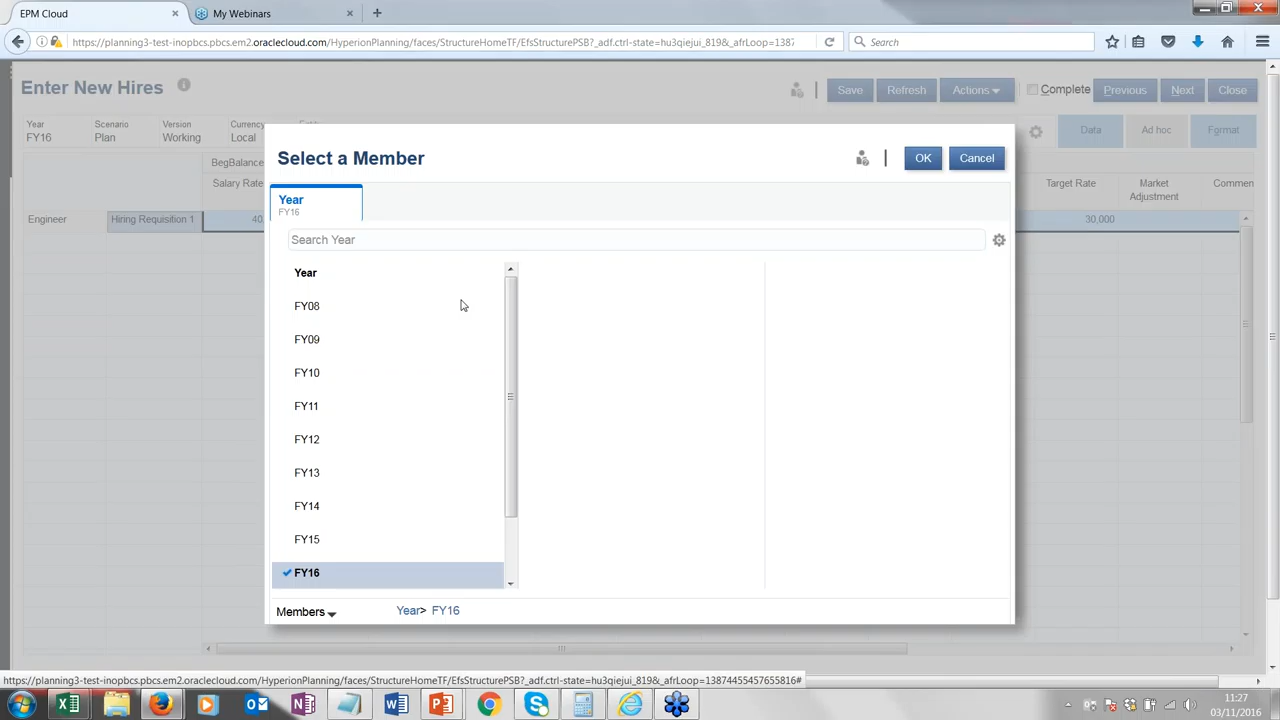 EPM Cloud
My Webinars
https://planning3-test-inopbcs.pbcs.em2.oraclecloud.com/HyperionPlanning/faces/StructureHomeTF/EfsStructurePSB?_adf.ctrl-state=hu3qiejui_819&_afrLoop=1387
Search
Enter New Hires
Save
Refresh
Actions
Complete
Previous
Next
Close
Year
Scenario
Version
Currency
FY16
Plan
Working
Local
Data
Ad hoc
Format
BegBalance
Salary Rate
Target Rate
Market
Adjustment
Commen
Engineer
Hiring Requisition 1
40,
30,000
Select a Member
OK
Cancel
Year
FY16
Search Year
Year
FY08
FY09
FY10
FY11
FY12
FY13
FY14
FY15
FY16
Members
Year> FY16
https://planning3-test-inopbcs.pbcs.em2.oraclecloud.com/HyperionPlanning/faces/StructureHomeTF/EfsStructurePSB?_adf.ctrl-state=hu3qiejui_819&_afrLoop=13874455457655816#
11:27
03/11/2016